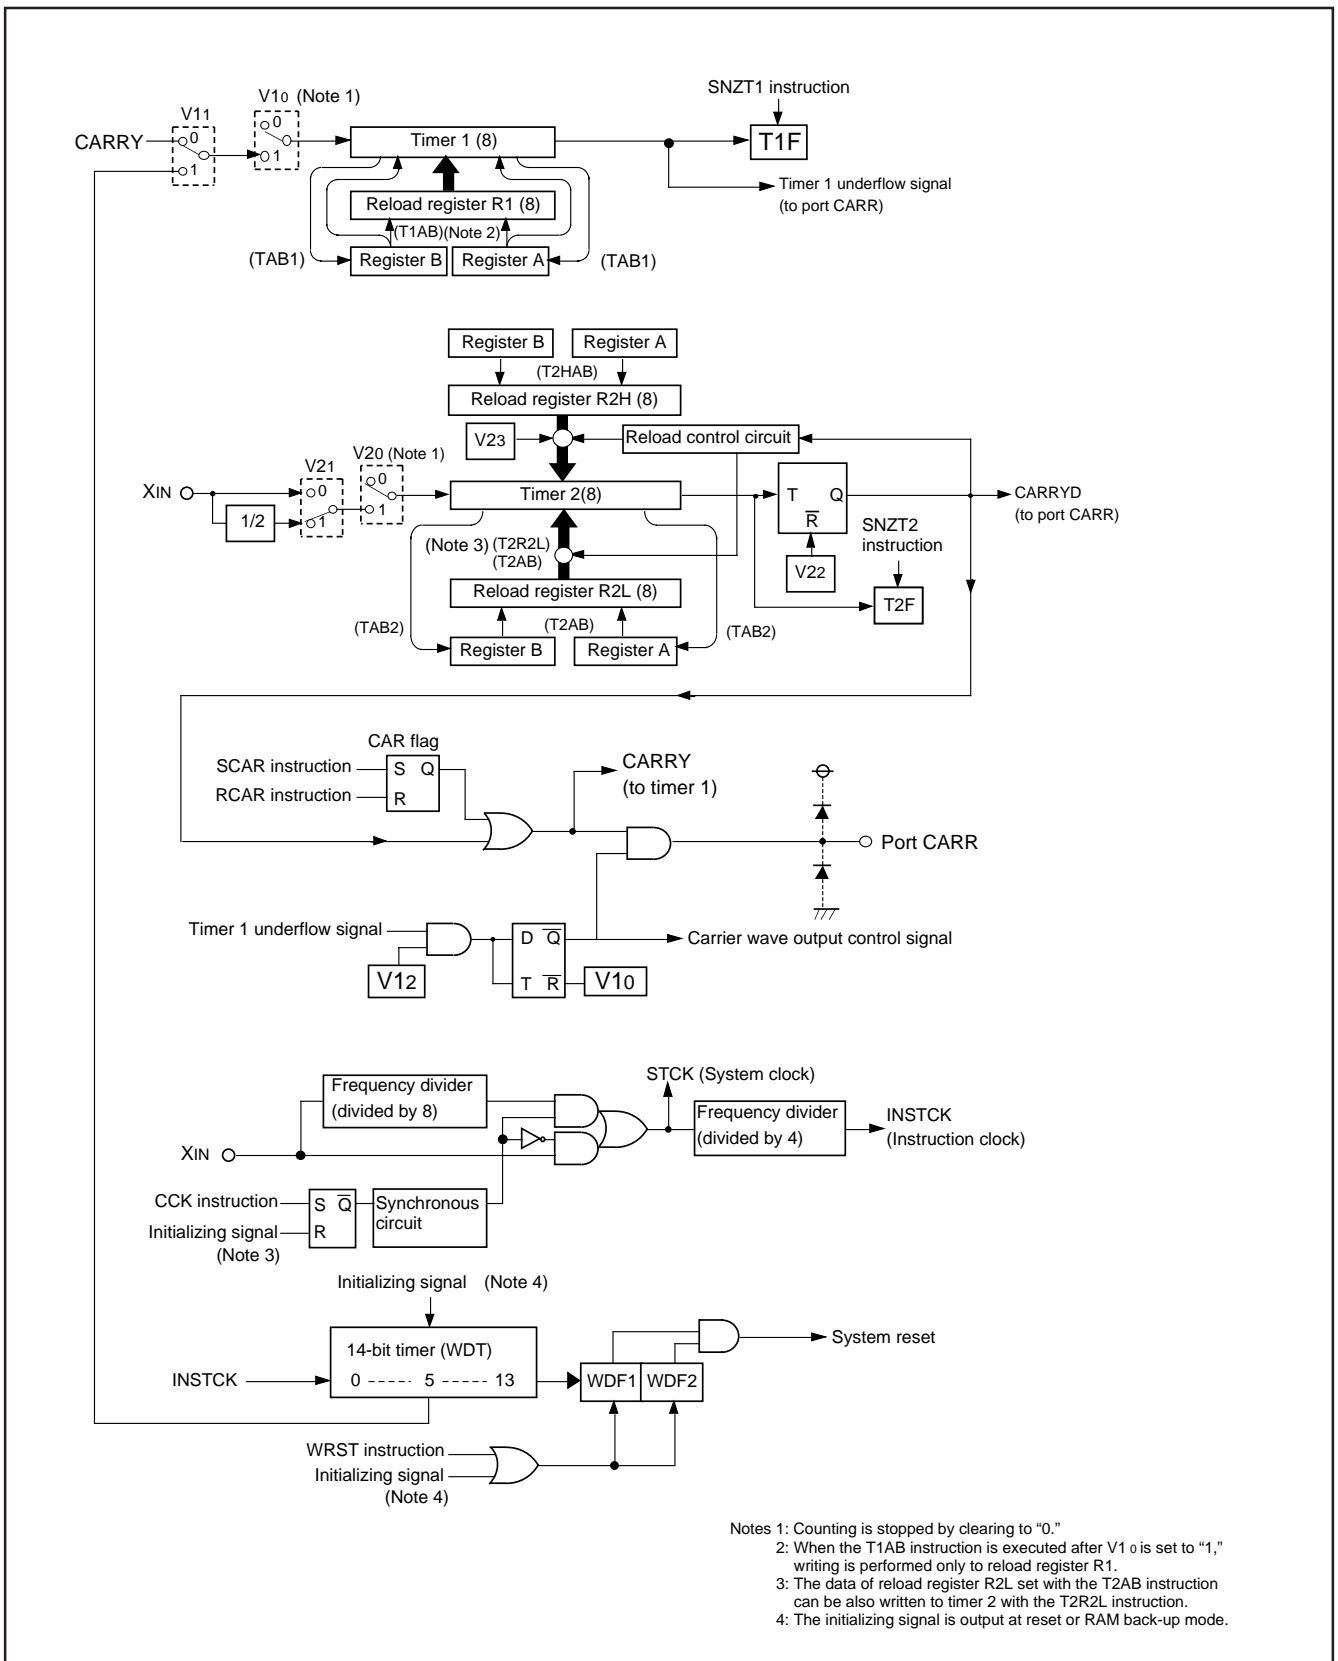 SNZT1 instruction
V10 (Note 1)
V11
CARRY
0
1
0
1
Timer 1 (8)
T1F
Timer 1 underflow signal
(to port CARR)
Reload register R1 (8)
(T1AB)(Note 2)
(TAB1)
Register B
Register A
(TAB1)
Register B
Register A
(T2HAB)
Reload register R2H (8)
V23
Reload control circuit
V20 (Note 1)
V21
XIN
0
1
0
1
1/2
Timer 2(8)
T Q
R
V22
CARRYD
(to port CARR)
SNZT2
instruction
T2F
(Note 3) (T2R2L)
(T2AB)
Reload register R2L (8)
(TAB2)
(T2AB)
(TAB2)
Register B
Register A
CAR flag
SCAR instruction
RCAR instruction
S Q
R
CARRY
(to timer 1)
Port CARR
Timer 1 underflow signal
V12
D Q
T R
V10
Carrier wave output control signal
STCK (System clock)
Frequency divider
(divided by 8)
Frequency divider
(divided by 4)
INSTCK
(Instruction clock)
XIN
CCK instruction
Initializing signal
(Note 3)
S Q
R
Synchronous
circuit
Initializing signal (Note 4)
14-bit timer (WDT)
0 ----- 5 ----- 13
INSTCK
WDF1 WDF2
System reset
WRST instruction
Initializing signal
(Note 4)
Notes 1: Counting is stopped by clearing to “0.”
2: When the T1AB instruction is executed after V1 0 is set to “1,”
writing is performed only to reload register R1.
3: The data of reload register R2L set with the T2AB instruction
can be also written to timer 2 with the T2R2L instruction.
4: The initializing signal is output at reset or RAM back-up mode.